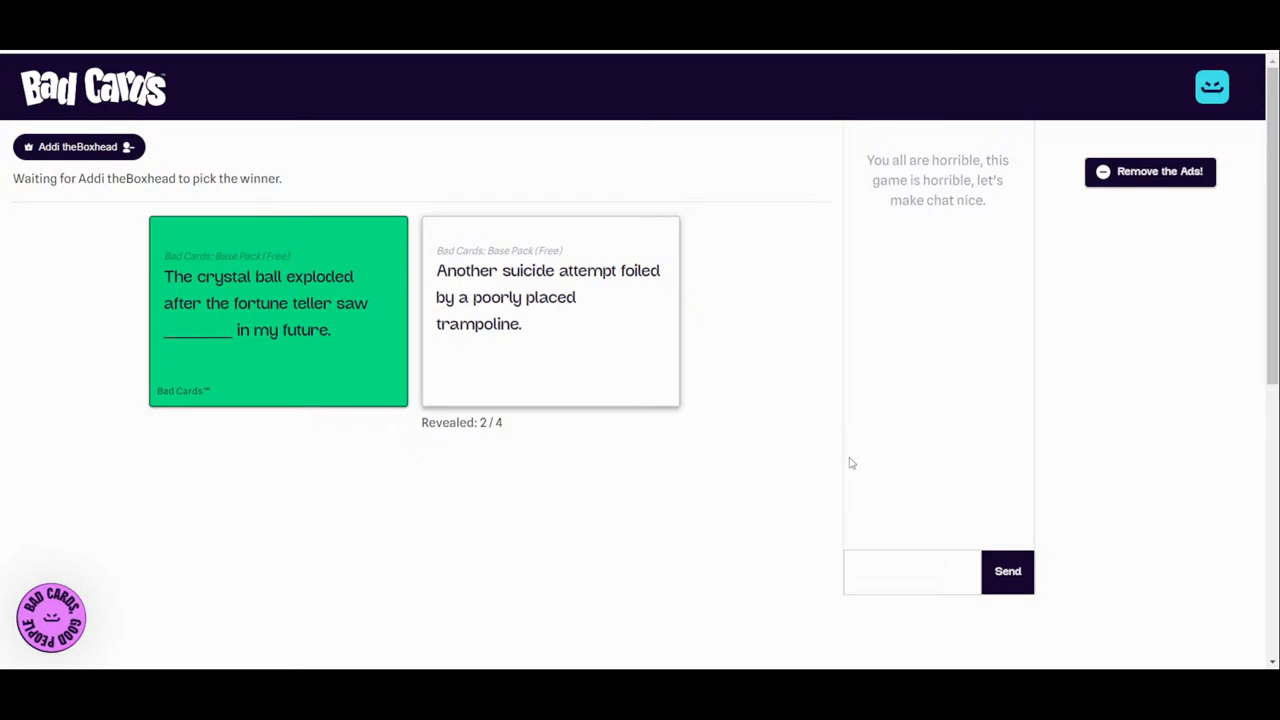 Bad Cards™
Addi theBoxhead
Waiting for Addi theBoxhead to pick the winner.
Bad Cards: Base Pack (Free)
The crystal ball exploded
after the fortune teller saw
________ in my future.
Bad Cards™
Bad Cards: Base Pack (Free)
Another suicide attempt foiled
by a poorly placed
trampoline.
Revealed: 2 / 4
You all are horrible, this
game is horrible, let's
make chat nice.
Send
Remove the Ads!
BAD CARDS,
GOOD PEOPLE